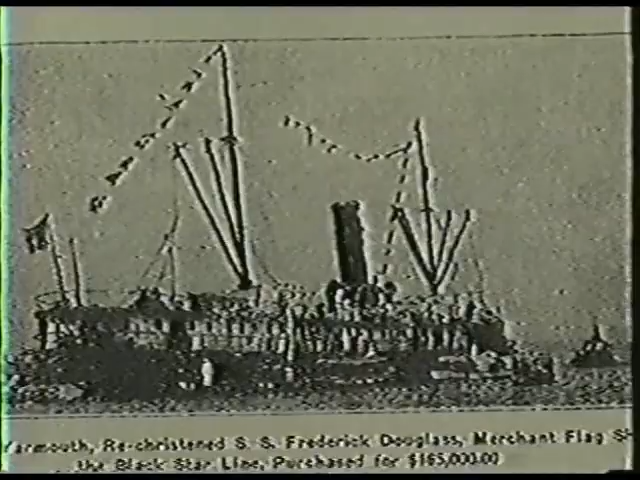 Yarmouth, Re-christened S. S. Frederick Douglass, Merchant Flag
the Black Star Line, Purchased for $165,000.00